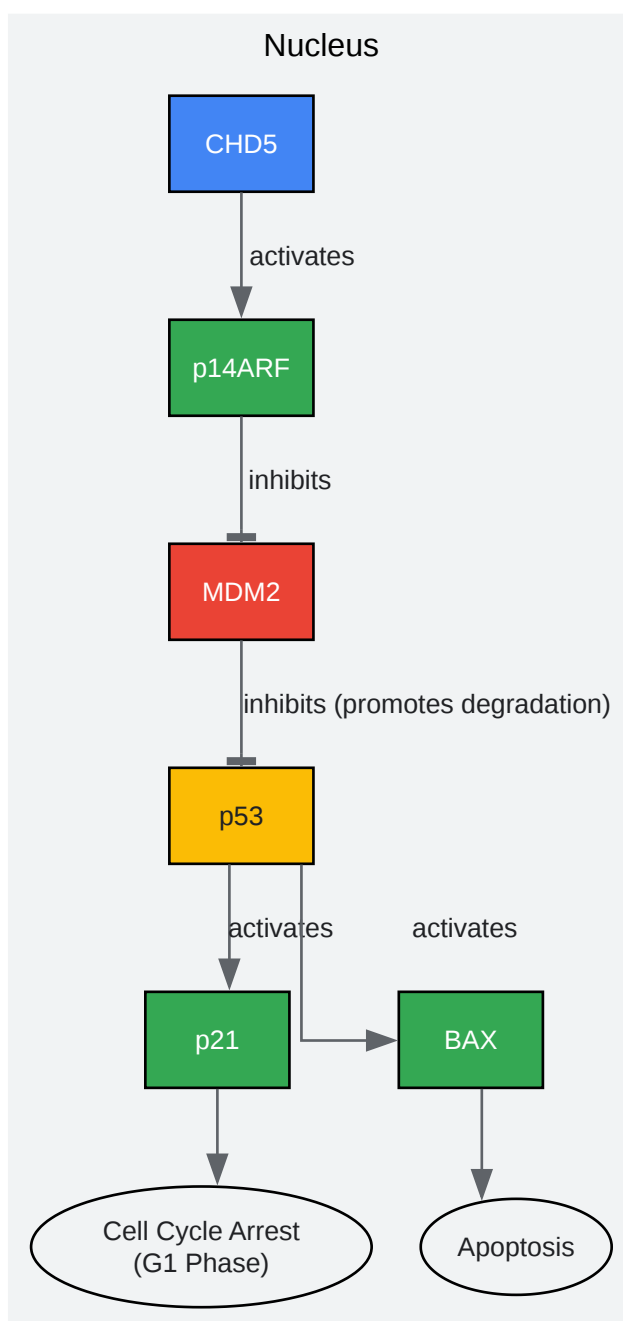 Nucleus
CHD5
activates
p14ARF
inhibits
MDM2
inhibits (promotes degradation)
p53
activates
activates
p21
BAX
Cell Cycle Arrest
(G1 Phase)
Apoptosis